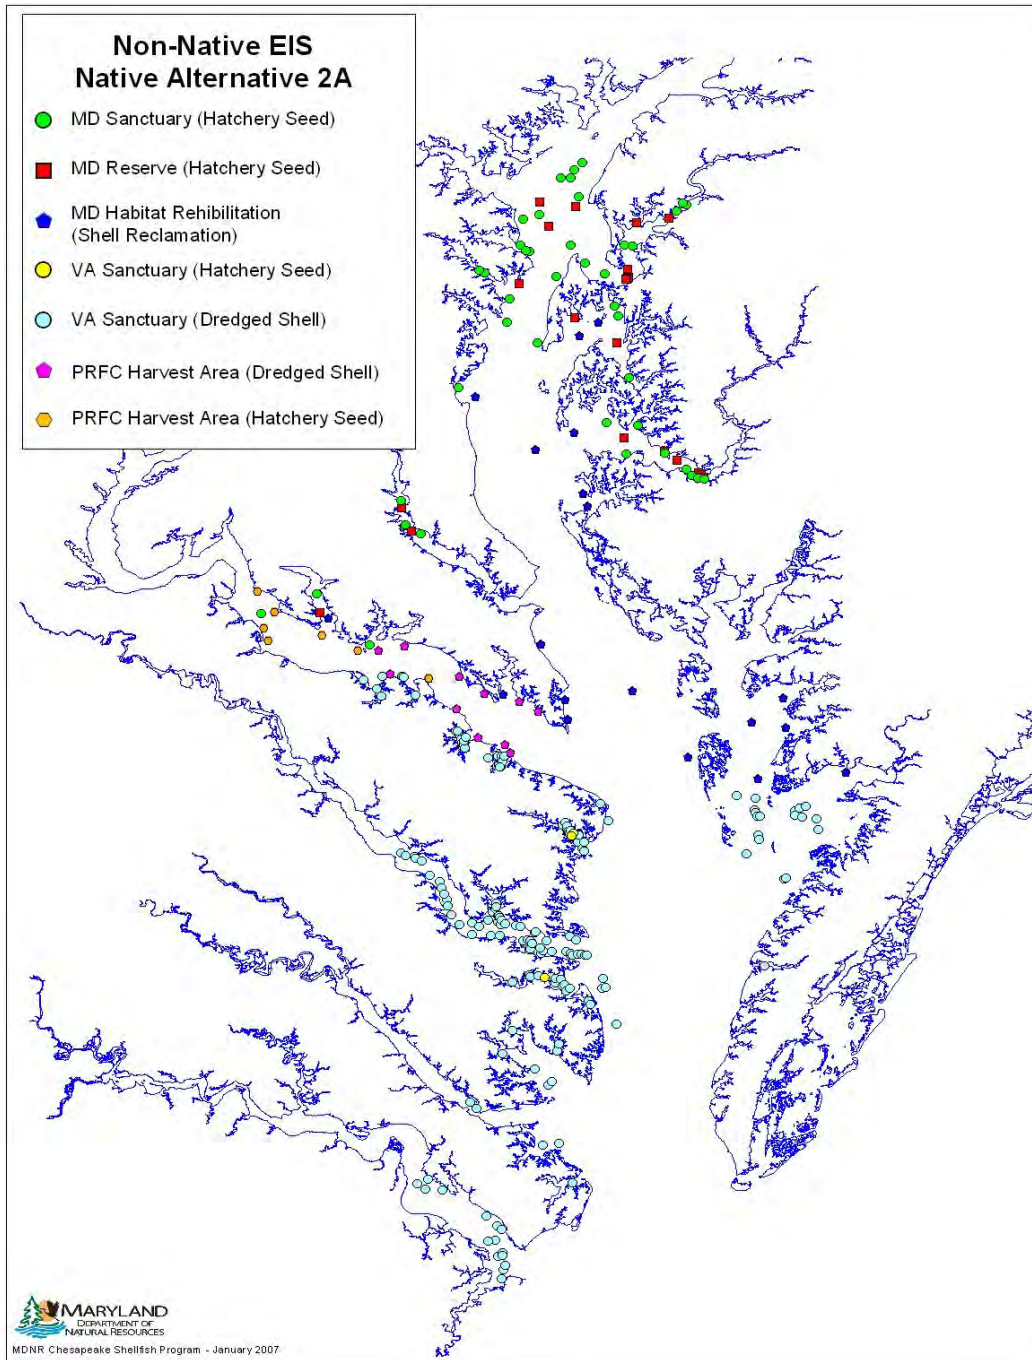 Non-Native EIS
Native Alternative 2A
MD Sanctuary (Hatchery Seed)
MD Reserve (Hatchery Seed)
MD Habitat Rehibilitation
(Shell Reclamation)
VA Sanctuary (Hatchery Seed)
VA Sanctuary (Dredged Shell)
PRFC Harvest Area (Dredged Shell)
PRFC Harvest Area (Hatchery Seed)
MARYLAND
DEPARTMENT OF
NATURAL RESOURCES
MDNR Chesapeake Shellfish Program - January 2007